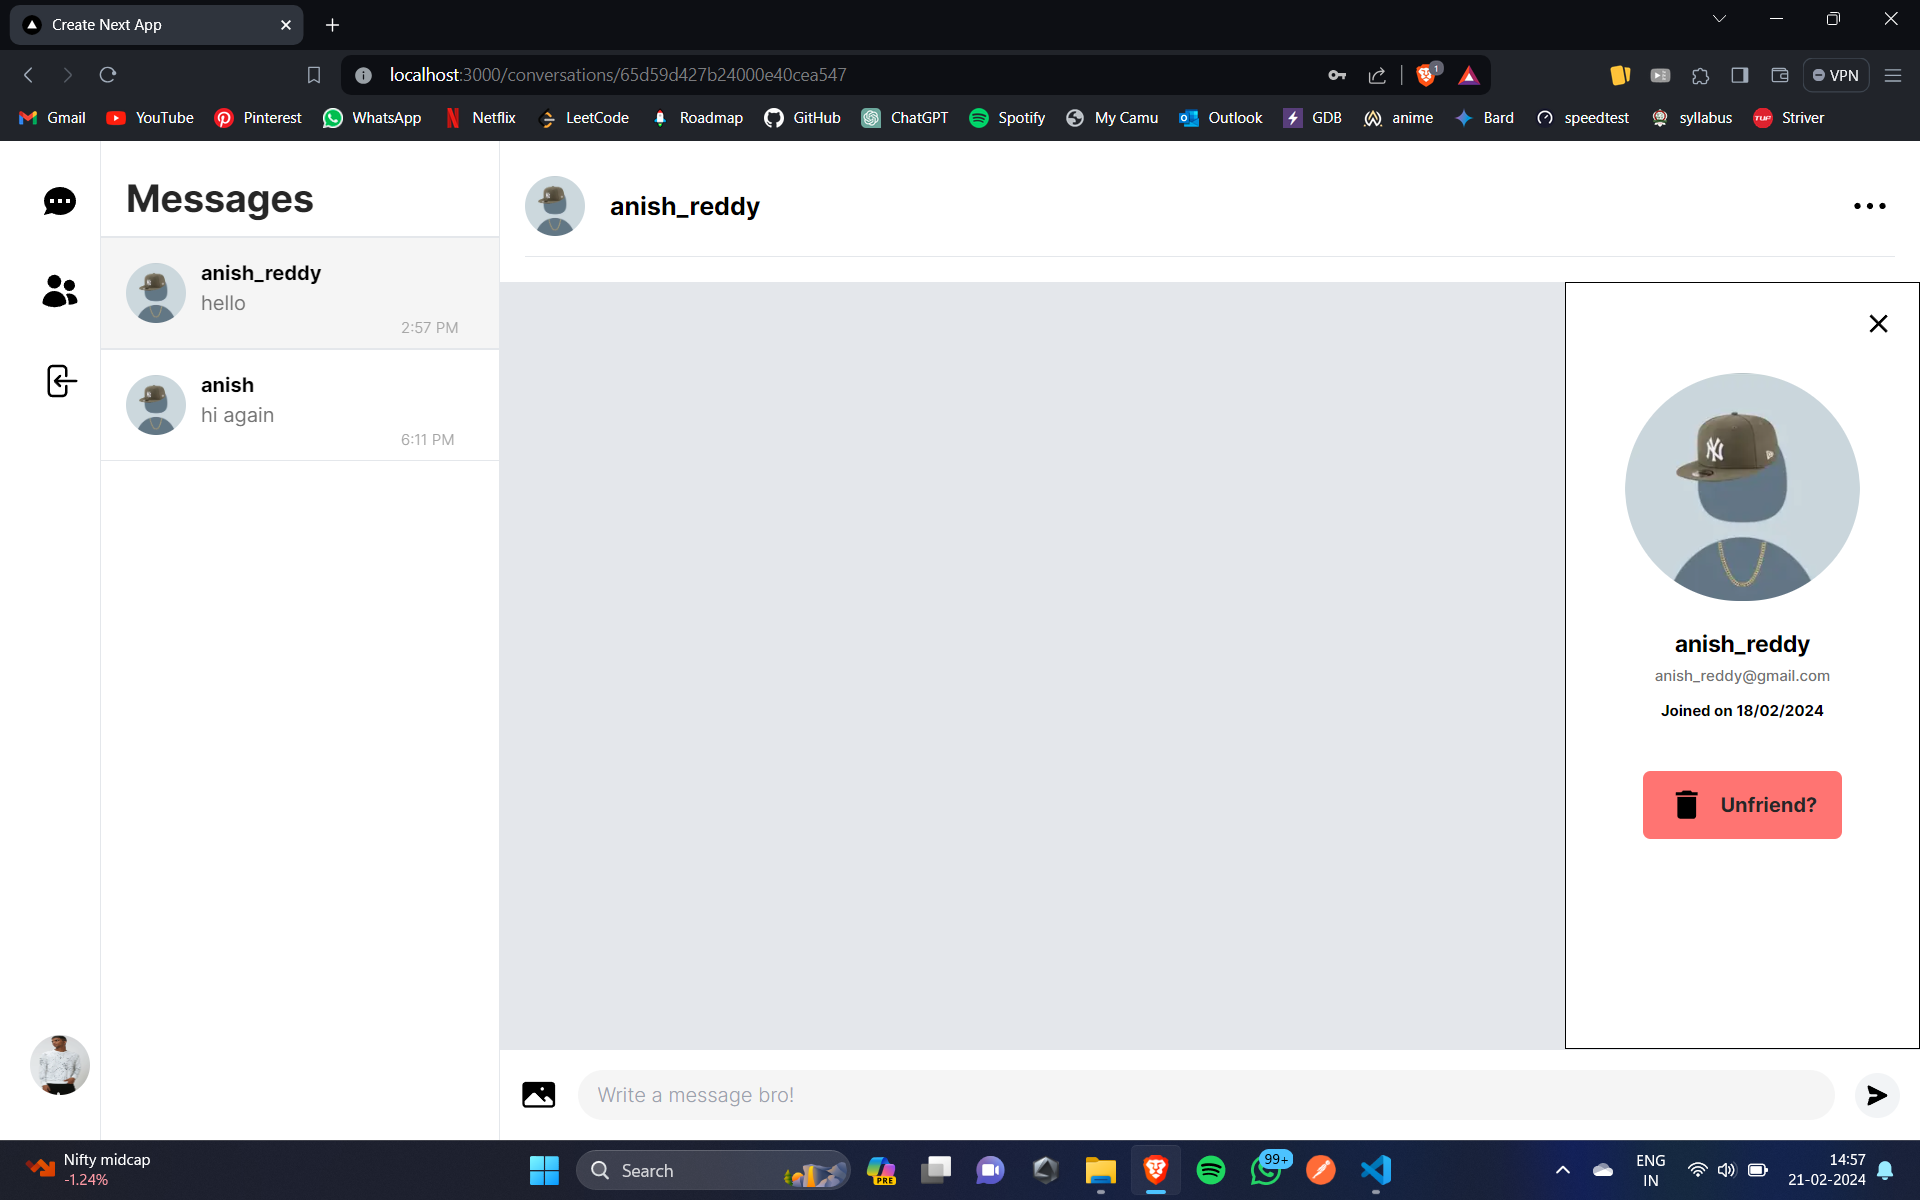 Create Next App
localhost:3000/conversations/65d59d427b24000e40cea547
1
VPN
Gmail YouTube Pinterest WhatsApp Netflix LeetCode Roadmap GitHub ChatGPT Spotify My Camu Outlook GDB anime Bard speedtest syllabus Striver
Messages
anish_reddy
hello
2:57 PM
anish
hi again
6:11 PM
anish_reddy
anish_reddy
anish_reddy@gmail.com
Joined on 18/02/2024
Unfriend?
Write a message bro!
Nifty midcap
-1.24%
Search
PRE
99+
ENG
IN
14:57
21-02-2024